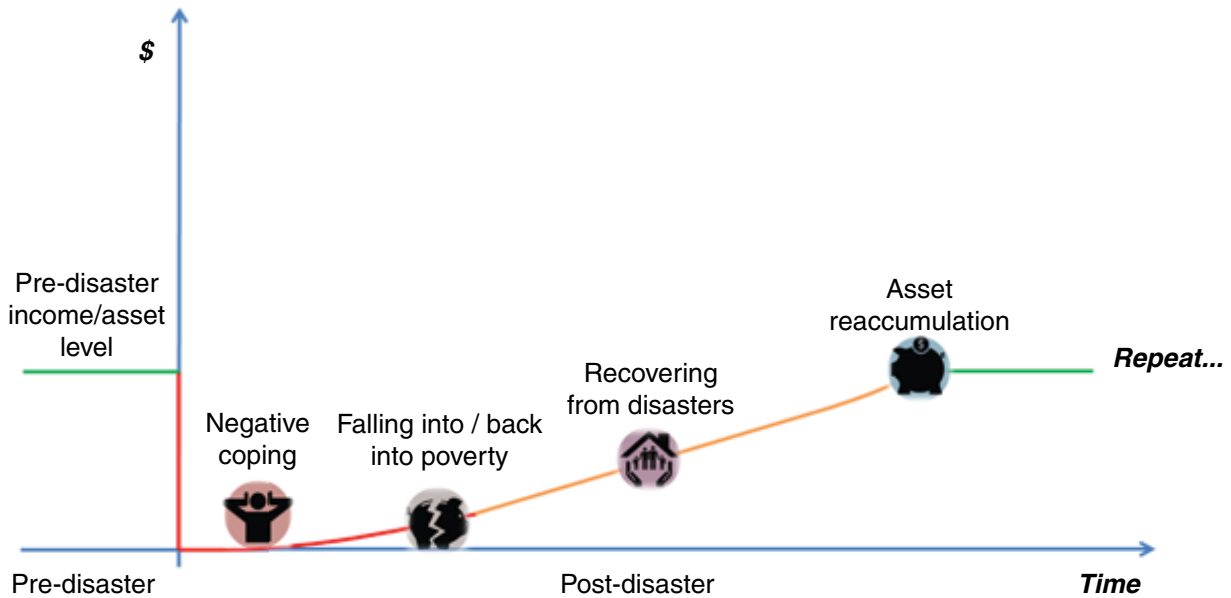 $
Pre-disaster
income/asset
level
Negative
coping
Falling into / back
into poverty
Recovering
from disasters
Asset
reaccumulation
$
Repeat...
Pre-disaster
Post-disaster
Time